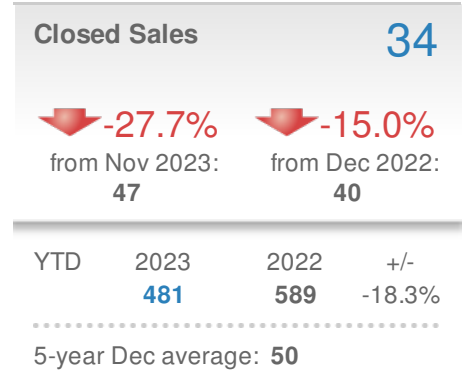 Closed Sales 34
-27.7% -15.0%
from Nov 2023: from Dec 2022:
47 40
YTD 2023 2022 +/-
481 589 -18.3%
5-year Dec average: 50